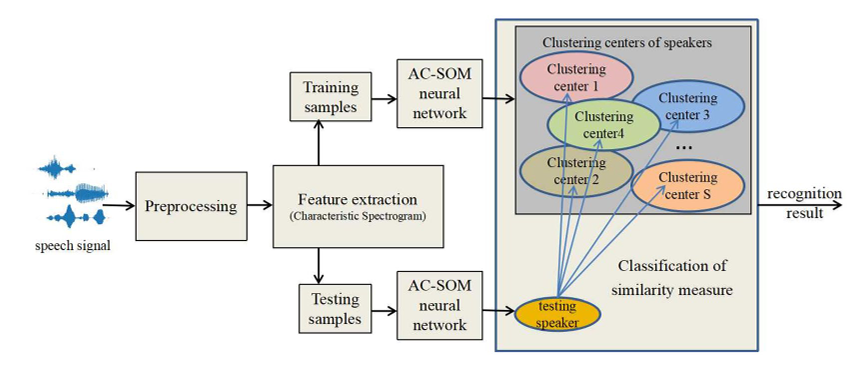 speech signal
Preprocessing
Feature extraction
(Characteristic Spectrogram)
Training
samples
AC-SOM
neural
network
Testing
samples
AC-SOM
neural
network
Clustering centers of speakers
Clustering
center 1
Clustering
center 3
Clustering
center4
...
Clustering
center 2
Clustering
center S
testing
speaker
Classification of
similarity measure
recognition
result